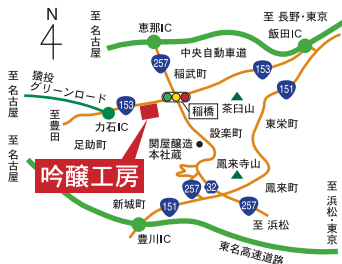 N
至 名古屋
恵那IC
至 長野・東京
飯田IC
中央自動車道
257
稲武町
153
151
至 名古屋
猿投
グリーンロード
153
稲橋
茶臼山
至 豊田
力石IC
東栄町
設楽町
足助町
関屋醸造
本社蔵
至 名古屋
鳳来寺山
吟醸工房
257
32
鳳来町
新城町
151
257
至 浜松・東京
至 浜松
豊川IC
東名高速道路